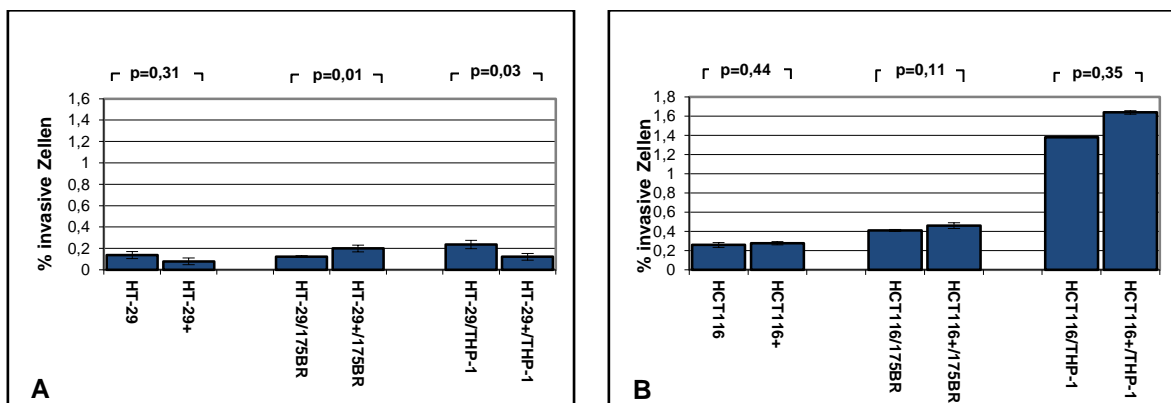 p=0,31 p=0,01 p=0,03
% invasive Zellen
1,6
1,4
1,2
1
0,8
0,6
0,4
0,2
0
HT-29
HT-29+
HT-29/175BR
HT-29+/175BR
HT-29/THP-1
HT-29+/THP-1
A
p=0,44 p=0,11 p=0,35
% invasive Zellen
1,8
1,6
1,4
1,2
1
0,8
0,6
0,4
0,2
0
HCT116
HCT116+
HCT116/175BR
HCT116+/175BR
HCT116/THP-1
HCT116+/THP-1
B